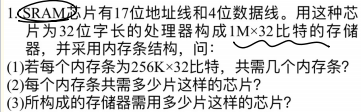 1.SRAM芯片有17位地址线和4位数据线。用这种芯
片为32位字长的处理器构成1M×32比特的存储
器，并采用内存条结构，问：
(1)若每个内存条为256K×32比特，共需几个内存条?
(2)每个内存条共需多少片这样的芯片?
(3)所构成的存储器需用多少片这样的芯片?